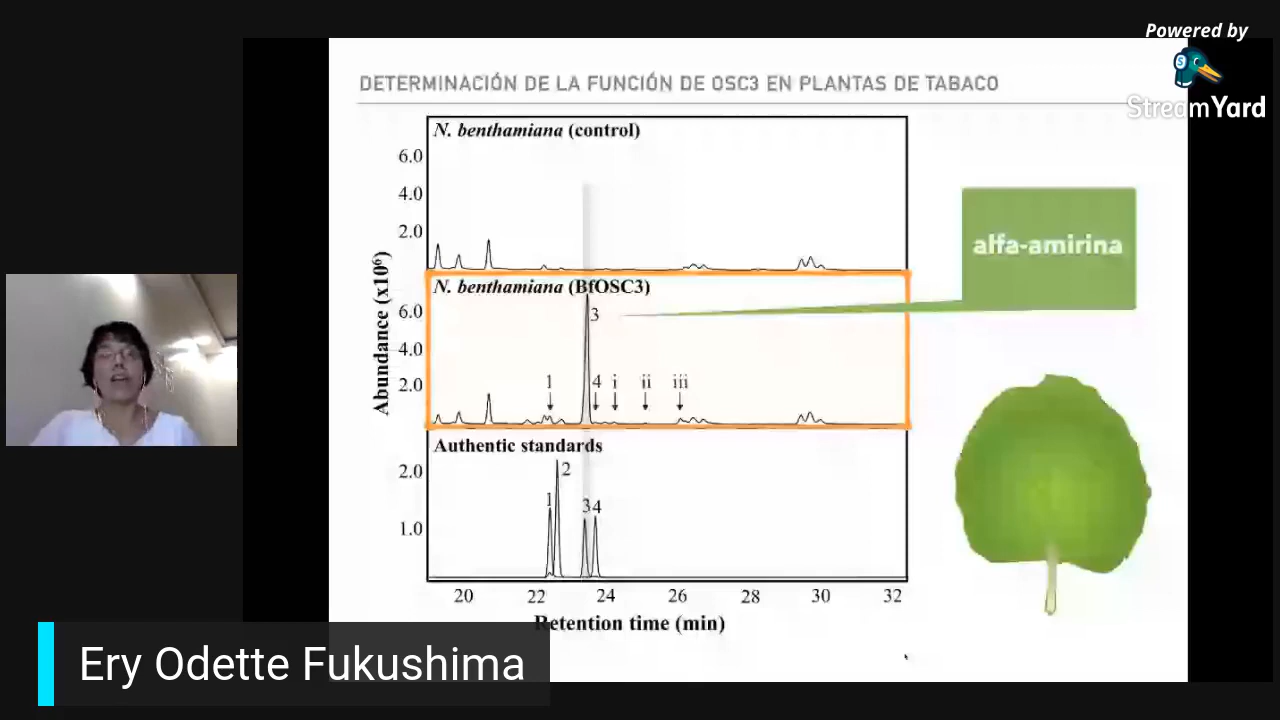 Powered by
StreamYard
DETERMINACIÓN DE LA FUNCIÓN DE OSC3 EN PLANTAS DE TABACO
N. benthamiana (control)
6.0
4.0
2.0
N. benthamiana (BfOSC3)
6.0
4.0
2.0
3
1
4
i
ii
iii
Authentic standards
2.0
1.0
1
2
3
4
Abundance (x10⁶)
20 22 24 26 28 30 32
Retention time (min)
alfa-amirina
Ery Odette Fukushima